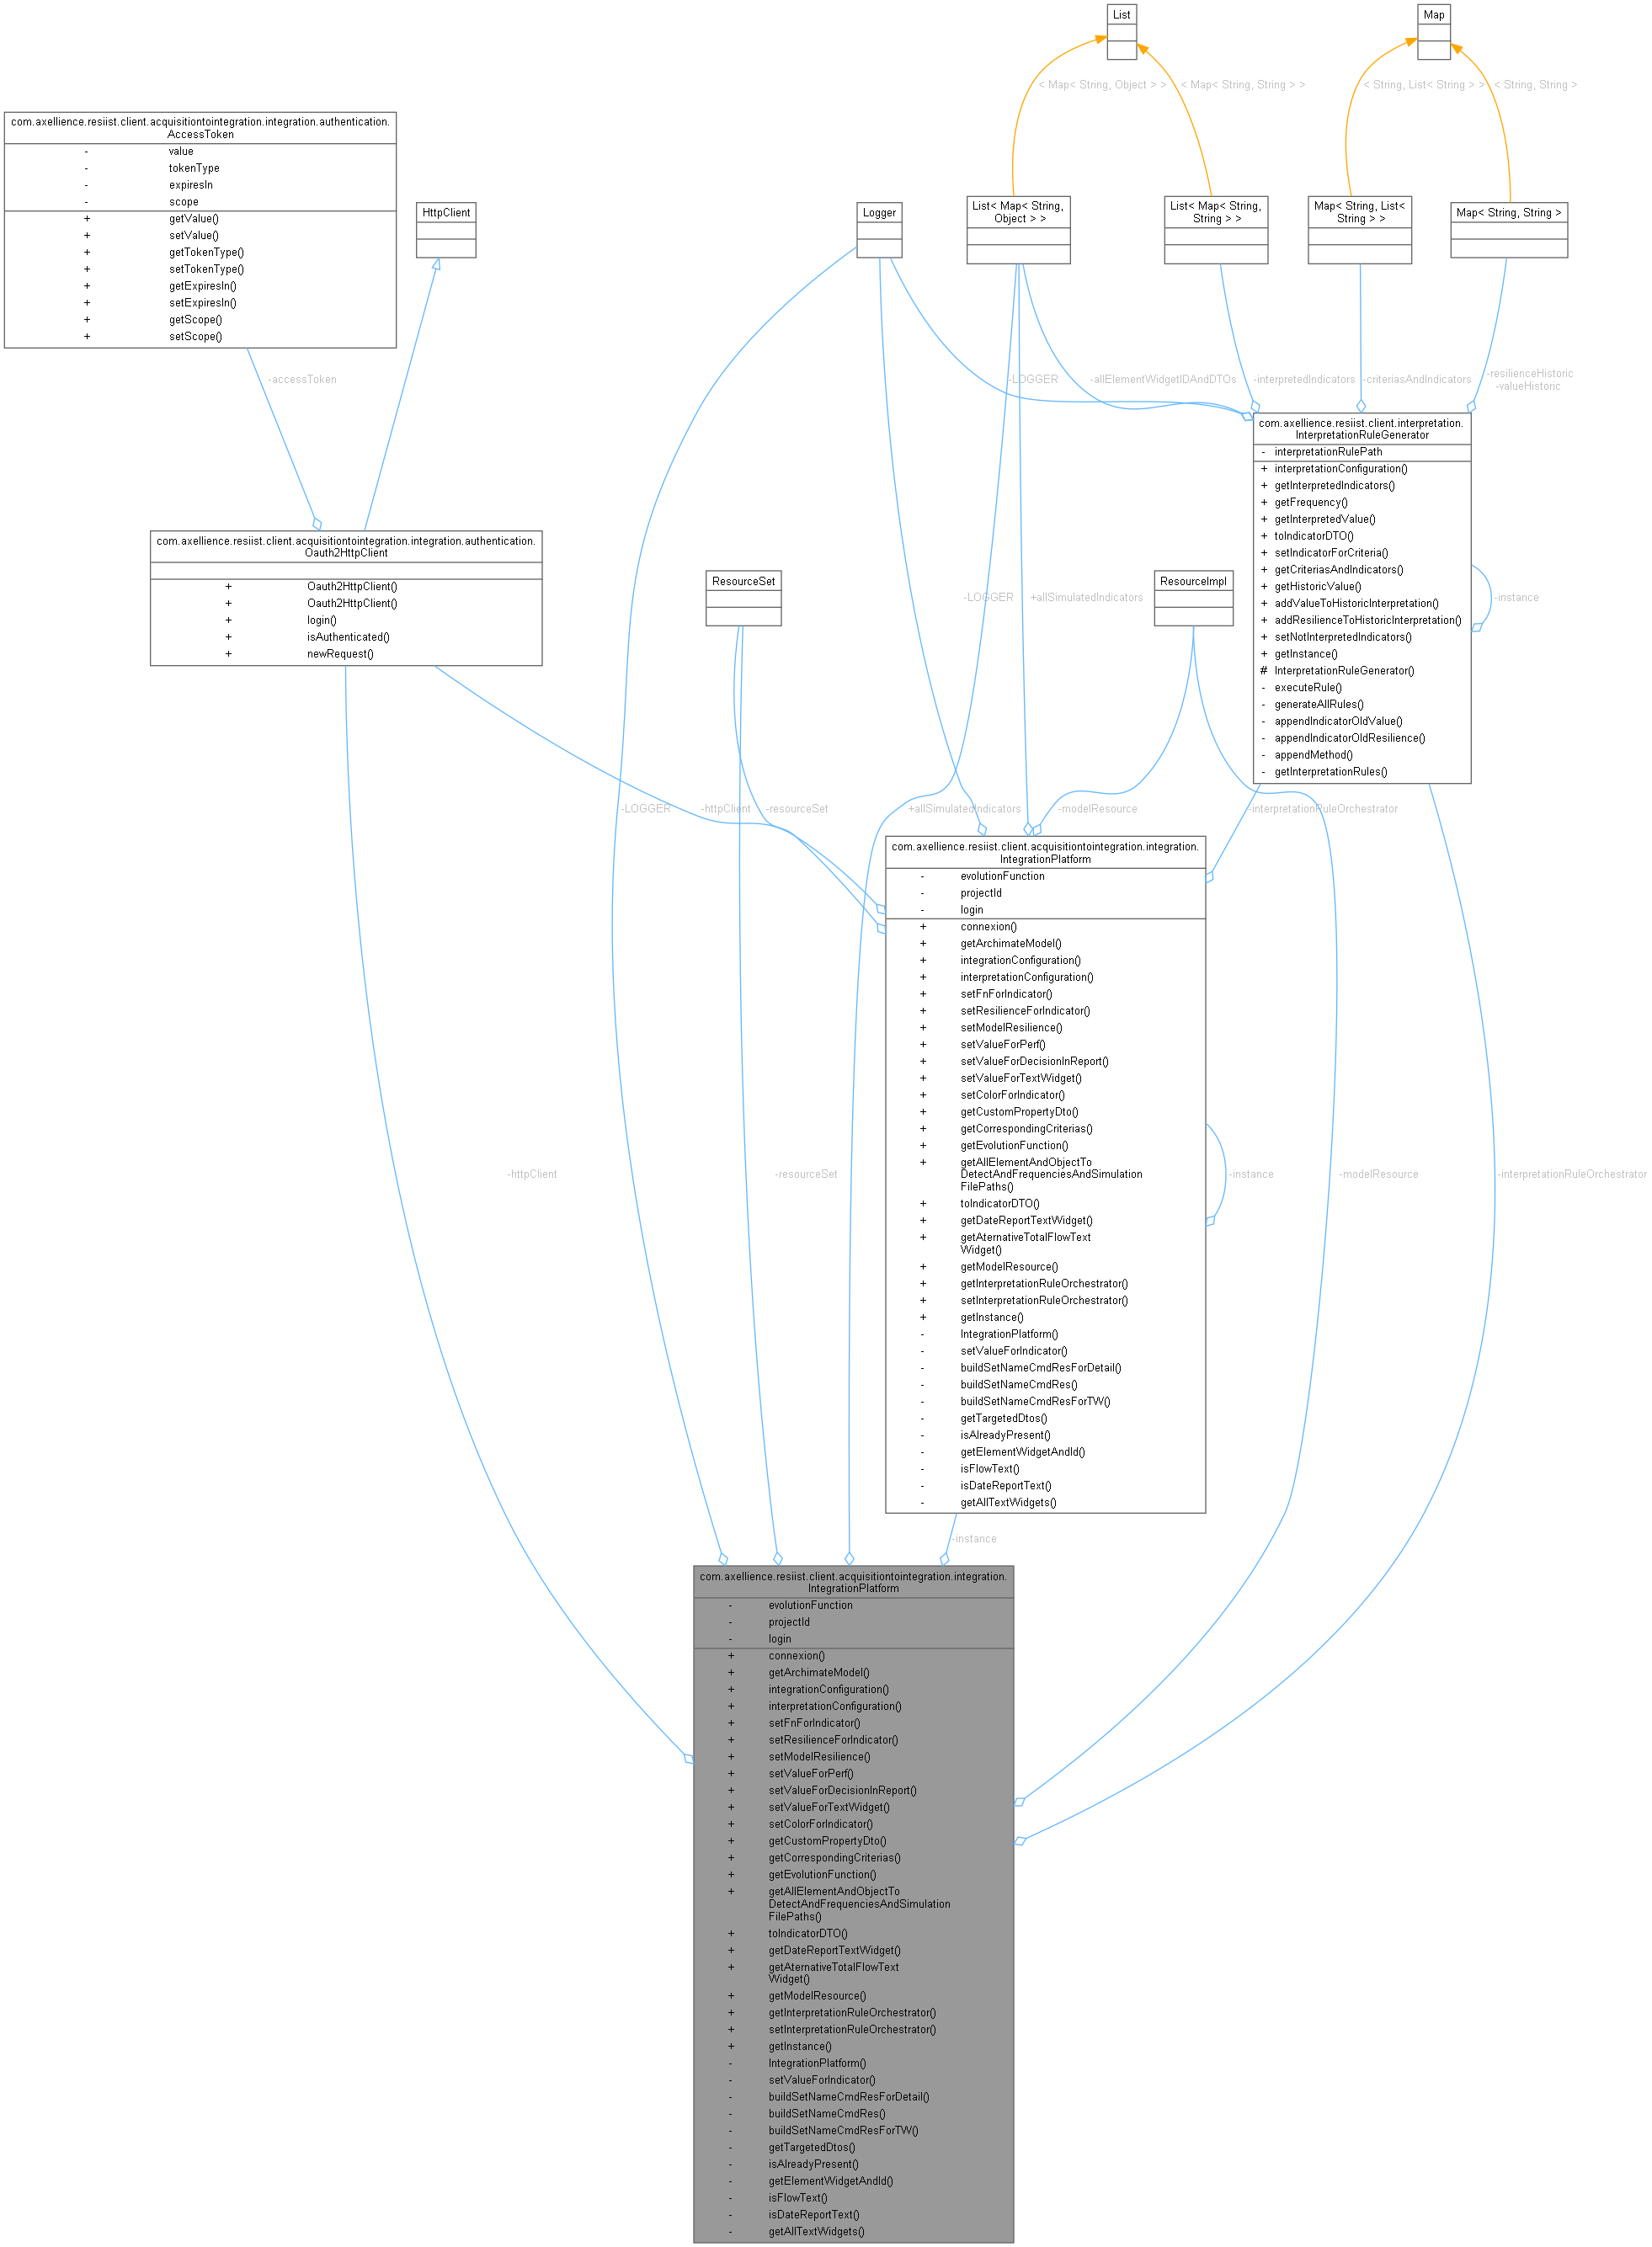 List
Map
< Map< String, Object > >
< Map< String, String > >
< String, List< String > >
< String, String >
com.axellience.resiist.client.acquisitiontointegration.integration.authentication.
AccessToken
- value
- tokenType
- expiresIn
- scope
+ getValue()
+ setValue()
+ getTokenType()
+ setTokenType()
+ getExpiresIn()
+ setExpiresIn()
+ getScope()
+ setScope()
HttpClient
Logger
List< Map< String,
Object > >
List< Map< String,
String > >
Map< String, List<
String > >
Map< String, String >
-accessToken
-LOGGER
-allElementWidgetIDAndDTOs
-interpretedIndicators
-criteriasAndIndicators
-resilienceHistoric
-valueHistoric
com.axellience.resiist.client.interpretation.
InterpretationRuleGenerator
- interpretationRulePath
+ interpretationConfiguration()
+ getInterpretedIndicators()
+ getFrequency()
+ getInterpretedValue()
+ toIndicatorDTO()
+ setIndicatorForCriteria()
+ getCriteriasAndIndicators()
+ getHistoricValue()
+ addValueToHistoricInterpretation()
+ addResilienceToHistoricInterpretation()
+ setNotInterpretedIndicators()
+ getInstance()
# InterpretationRuleGenerator()
- executeRule()
- generateAllRules()
- appendIndicatorOldValue()
- appendIndicatorOldResilience()
- appendMethod()
- getInterpretationRules()
-instance
com.axellience.resiist.client.acquisitiontointegration.integration.authentication.
Oauth2HttpClient
+ Oauth2HttpClient()
+ Oauth2HttpClient()
+ login()
+ isAuthenticated()
+ newRequest()
ResourceSet
-LOGGER
+allSimulatedIndicators
ResourceImpl
-LOGGER
-httpClient
-resourceSet
+allSimulatedIndicators
-modelResource
-interpretationRuleOrchestrator
com.axellience.resiist.client.acquisitiontointegration.integration.
IntegrationPlatform
- evolutionFunction
- projectId
- login
+ connexion()
+ getArchimateModel()
+ integrationConfiguration()
+ interpretationConfiguration()
+ setFnForIndicator()
+ setResilienceForIndicator()
+ setModelResilience()
+ setValueForPerf()
+ setValueForDecisionInReport()
+ setValueForTextWidget()
+ setColorForIndicator()
+ getCustomPropertyDto()
+ getCorrespondingCriterias()
+ getEvolutionFunction()
+ getAllElementAndObjectTo
DetectAndFrequenciesAndSimulation
FilePaths()
+ toIndicatorDTO()
+ getDateReportTextWidget()
+ getAternativeTotalFlowText
Widget()
+ getModelResource()
+ getInterpretationRuleOrchestrator()
+ setInterpretationRuleOrchestrator()
+ getInstance()
- IntegrationPlatform()
- setValueForIndicator()
- buildSetNameCmdResForDetail()
- buildSetNameCmdRes()
- buildSetNameCmdResForTW()
- getTargetedDtos()
- isAlreadyPresent()
- getElementWidgetAndId()
- isFlowText()
- isDateReportText()
- getAllTextWidgets()
-httpClient
-resourceSet
-instance
-modelResource
-interpretationRuleOrchestrator
-instance
com.axellience.resiist.client.acquisitiontointegration.integration.
IntegrationPlatform
- evolutionFunction
- projectId
- login
+ connexion()
+ getArchimateModel()
+ integrationConfiguration()
+ interpretationConfiguration()
+ setFnForIndicator()
+ setResilienceForIndicator()
+ setModelResilience()
+ setValueForPerf()
+ setValueForDecisionInReport()
+ setValueForTextWidget()
+ setColorForIndicator()
+ getCustomPropertyDto()
+ getCorrespondingCriterias()
+ getEvolutionFunction()
+ getAllElementAndObjectTo
DetectAndFrequenciesAndSimulation
FilePaths()
+ toIndicatorDTO()
+ getDateReportTextWidget()
+ getAternativeTotalFlowText
Widget()
+ getModelResource()
+ getInterpretationRuleOrchestrator()
+ setInterpretationRuleOrchestrator()
+ getInstance()
- IntegrationPlatform()
- setValueForIndicator()
- buildSetNameCmdResForDetail()
- buildSetNameCmdRes()
- buildSetNameCmdResForTW()
- getTargetedDtos()
- isAlreadyPresent()
- getElementWidgetAndId()
- isFlowText()
- isDateReportText()
- getAllTextWidgets()